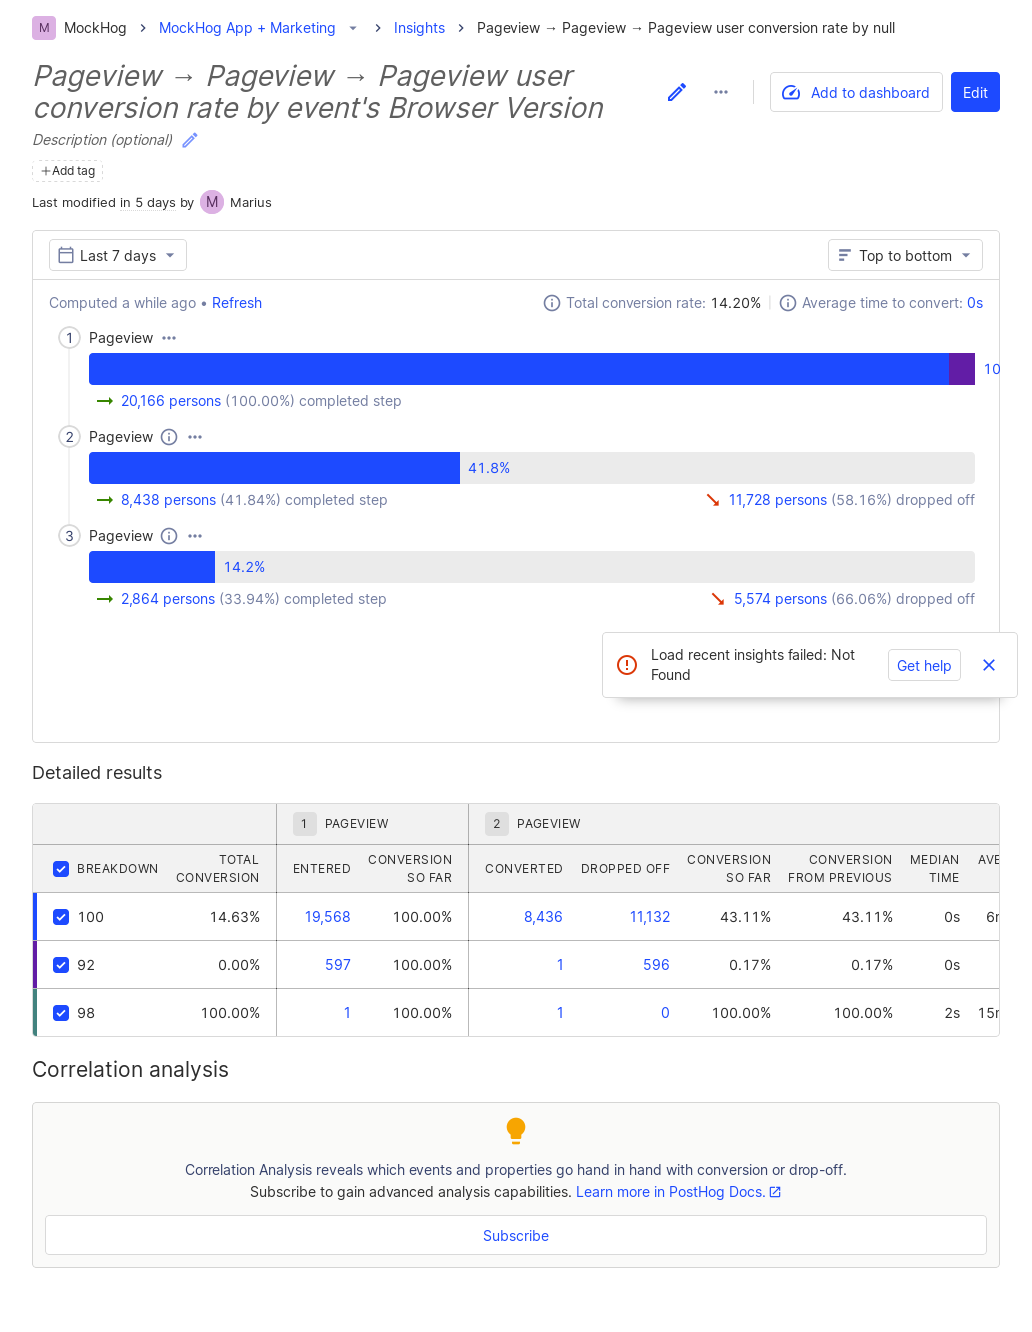 M MockHog > MockHog App + Marketing > Insights > Pageview → Pageview → Pageview user conversion rate by null
Pageview → Pageview → Pageview user
conversion rate by event's Browser Version
Add to dashboard
Edit
Description (optional)
+Add tag
Last modified in 5 days by M Marius
Last 7 days
Top to bottom
Computed a while ago • Refresh
Total conversion rate: 14.20%
Average time to convert: 0s
1 Pageview
10
20,166 persons (100.00%) completed step
2 Pageview
41.8%
8,438 persons (41.84%) completed step
11,728 persons (58.16%) dropped off
3 Pageview
14.2%
2,864 persons (33.94%) completed step
5,574 persons (66.06%) dropped off
Load recent insights failed: Not
Found
Get help
Detailed results
1 PAGEVIEW 2 PAGEVIEW
BREAKDOWN TOTAL CONVERSION ENTERED CONVERSION SO FAR CONVERTED DROPPED OFF CONVERSION SO FAR CONVERSION FROM PREVIOUS MEDIAN TIME AVE
100 14.63% 19,568 100.00% 8,436 11,132 43.11% 43.11% 0s 6
92 0.00% 597 100.00% 1 596 0.17% 0.17% 0s
98 100.00% 1 100.00% 1 0 100.00% 100.00% 2s 15
Correlation analysis
Correlation Analysis reveals which events and properties go hand in hand with conversion or drop-off.
Subscribe to gain advanced analysis capabilities. Learn more in PostHog Docs.
Subscribe